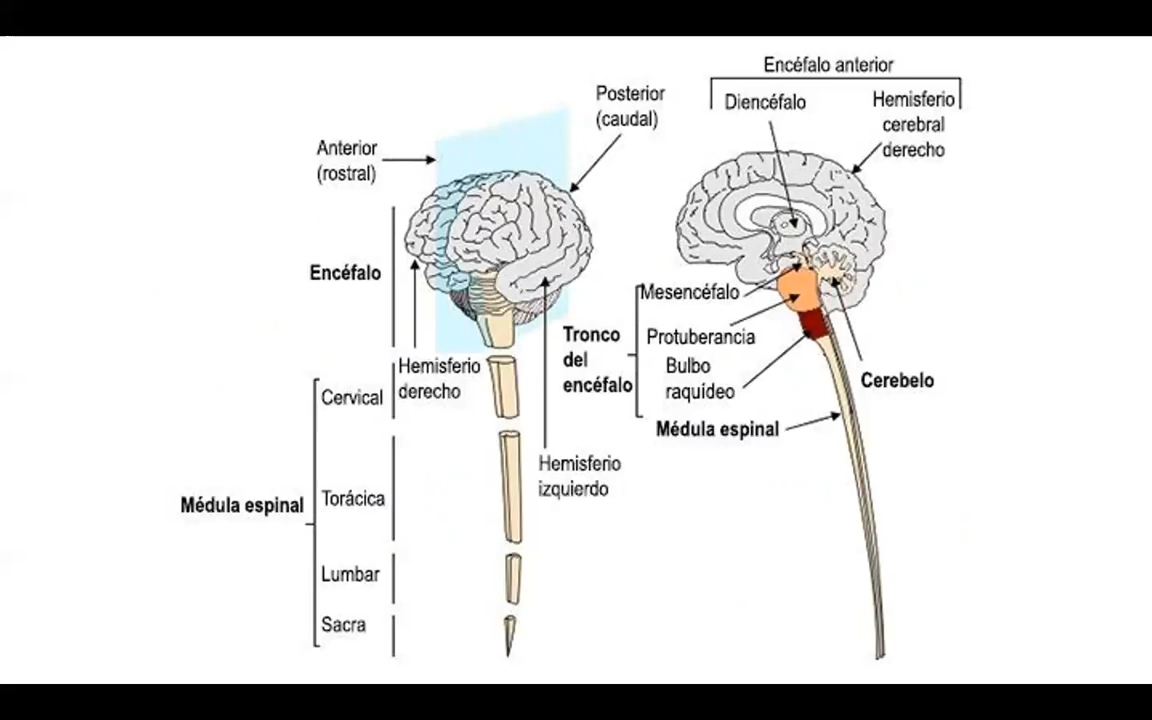 Anterior
(rostral)
Posterior
(caudal)
Encéfalo
Hemisferio
derecho
Hemisferio
izquierdo
Médula espinal
Cervical
Torácica
Lumbar
Sacra
Encéfalo anterior
Diencéfalo
Hemisferio
cerebral
derecho
Tronco
del
encéfalo
Mesencéfalo
Protuberancia
Bulbo
raquídeo
Médula espinal
Cerebelo